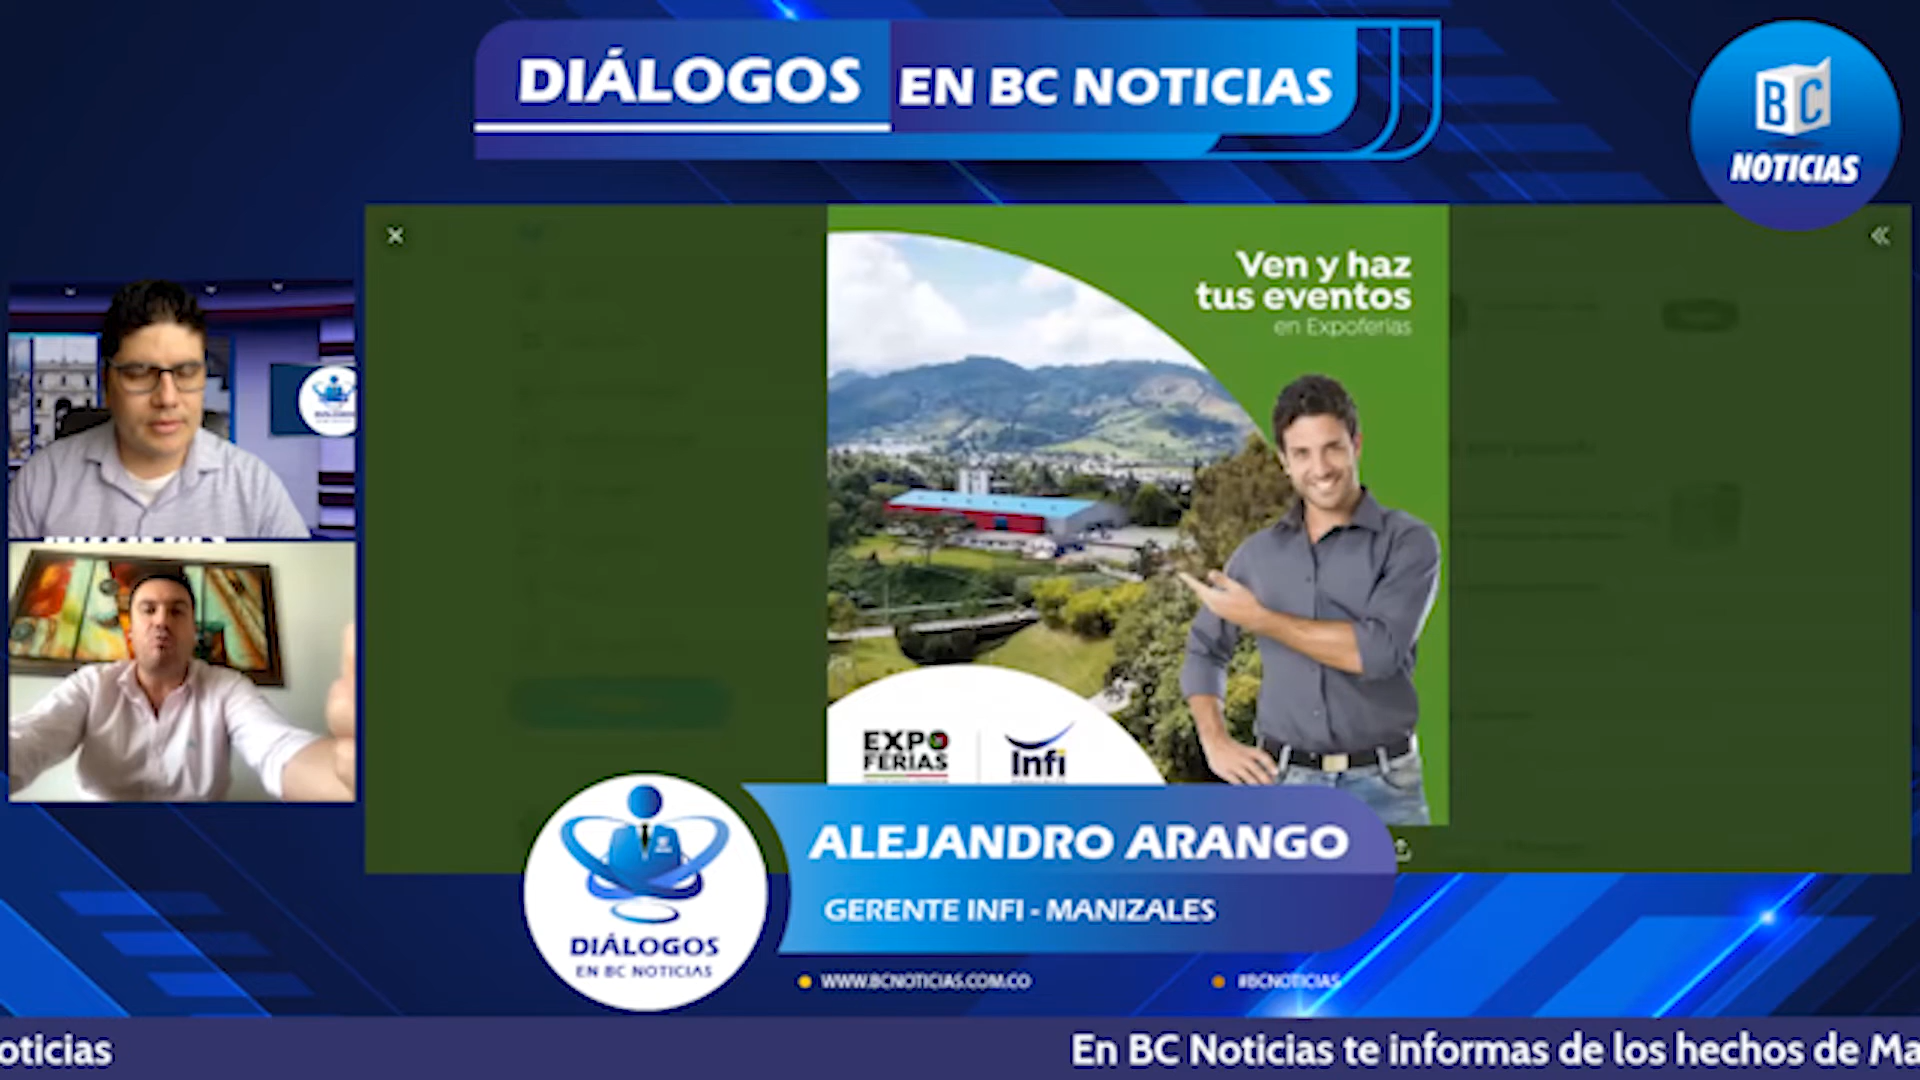 DIÁLOGOS EN BC NOTICIAS
BC
NOTICIAS
Ven y haz
tus eventos
en Expoferias
EXPO
FERIAS
Infi
ALEJANDRO ARANGO
GERENTE INFI - MANIZALES
DIÁLOGOS
EN BC NOTICIAS
WWW.BCNOTICIAS.COM.CO
#BCNOTICIAS
oticias
En BC Noticias te informas de los hechos de Ma